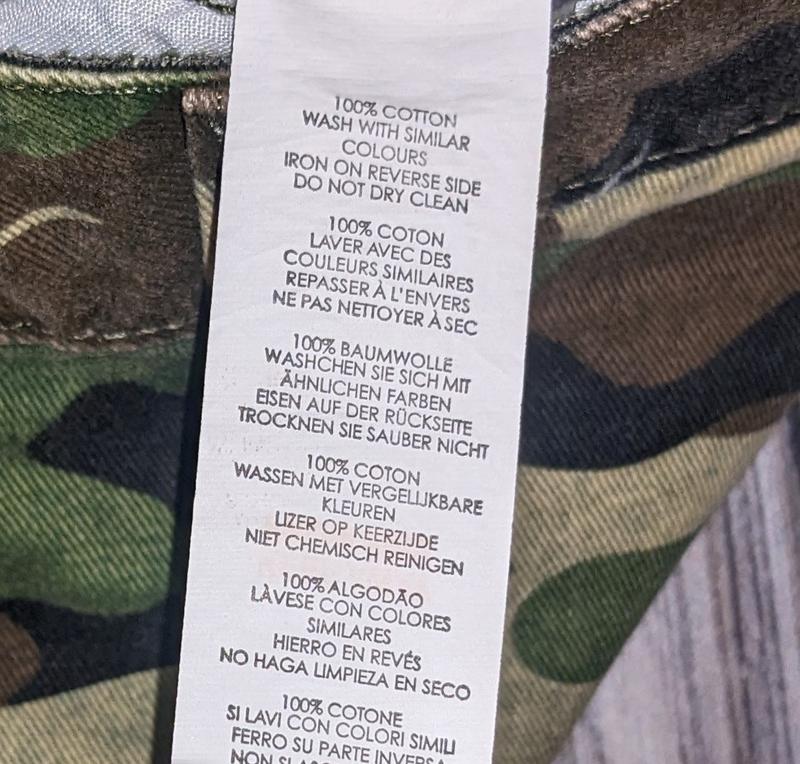 100% COTTON
WASH WITH SIMILAR
COLOURS
IRON ON REVERSE SIDE
DO NOT DRY CLEAN
100% COTON
LAVER AVEC DES
COULEURS SIMILAIRES
REPASSER À L'ENVERS
NE PAS NETTOYER À SEC
100% BAUMWOLLE
WASHCHEN SIE SICH MIT
ÄHNLICHEN FARBEN
EISEN AUF DER RÜCKSEITE
TROCKNEN SIE SAUBER NICHT
100% COTON
WASSEN MET VERGELIJKBARE
KLEUREN
IJZER OP KEERZIJDE
NIET CHEMISCH REINIGEN
100% ALGODÃO
LÀVESE CON COLORES
SIMILARES
HIERRO EN REVÉS
NO HAGA LIMPIEZA EN SECO
100% COTONE
SI LAVI CON COLORI SIMILI
FERRO SU PARTE INVERSA
NON SI